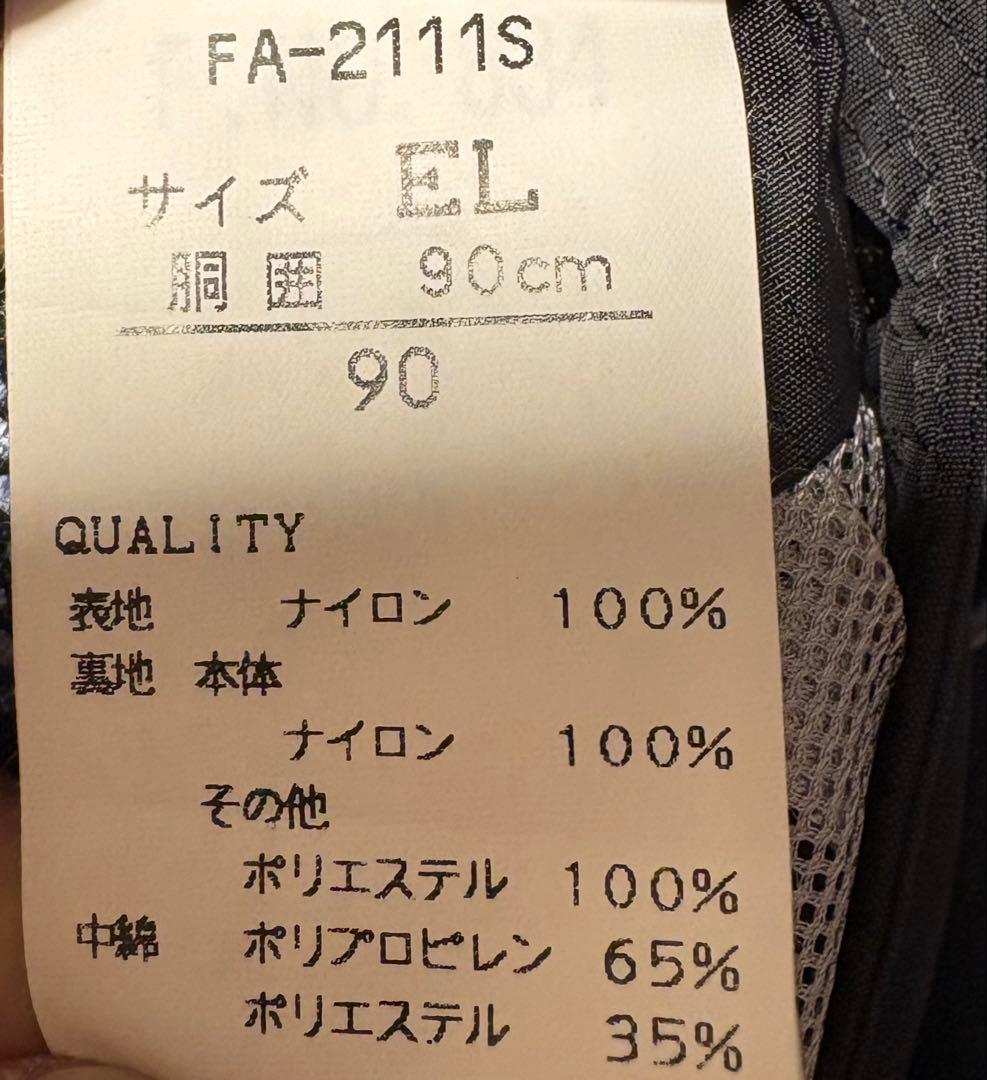 FA-2111S
サイズ EL
胴囲 90cm
90
QUALITY
表地 ナイロン 100%
裏地 本体
ナイロン 100%
その他
ポリエステル 100%
中綿 ポリプロピレン 65%
ポリエステル 35%